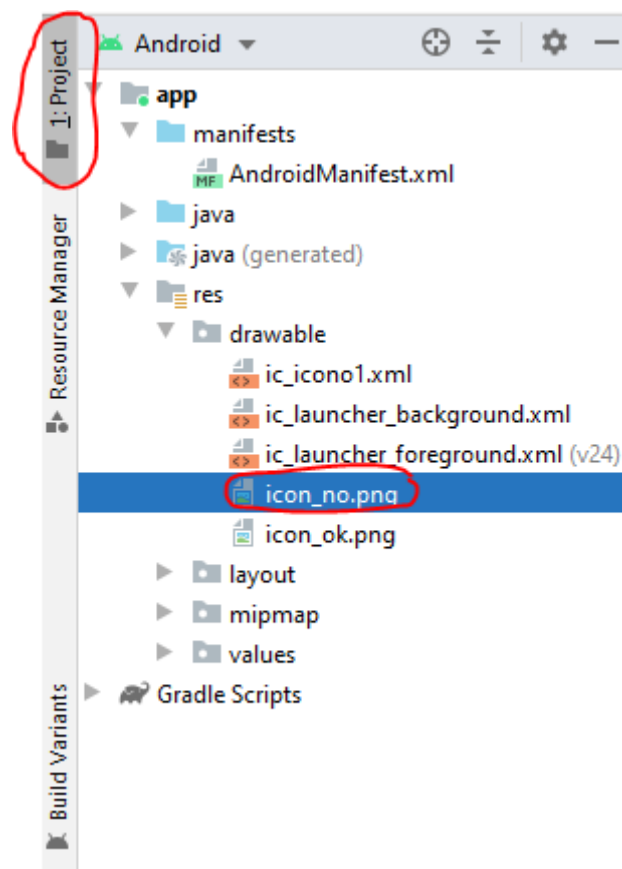 1: Project
Resource Manager
Build Variants
Android
app
manifests
MF AndroidManifest.xml
java
java (generated)
res
drawable
ic_icono1.xml
ic_launcher_background.xml
ic_launcher_foreground.xml (v24)
icon_no.png
icon_ok.png
layout
mipmap
values
Gradle Scripts